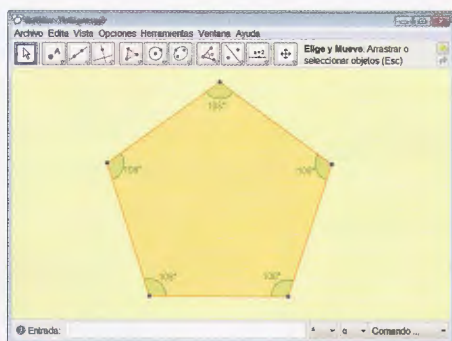 Archivo Edita Vista Opciones Herramientas Ventana Ayuda
A
a=2
Elige y Mueve: Arrastrar o
seleccionar objetos (Esc)
108°
108°
108°
108°
108°
Entrada:
α
Comando ...